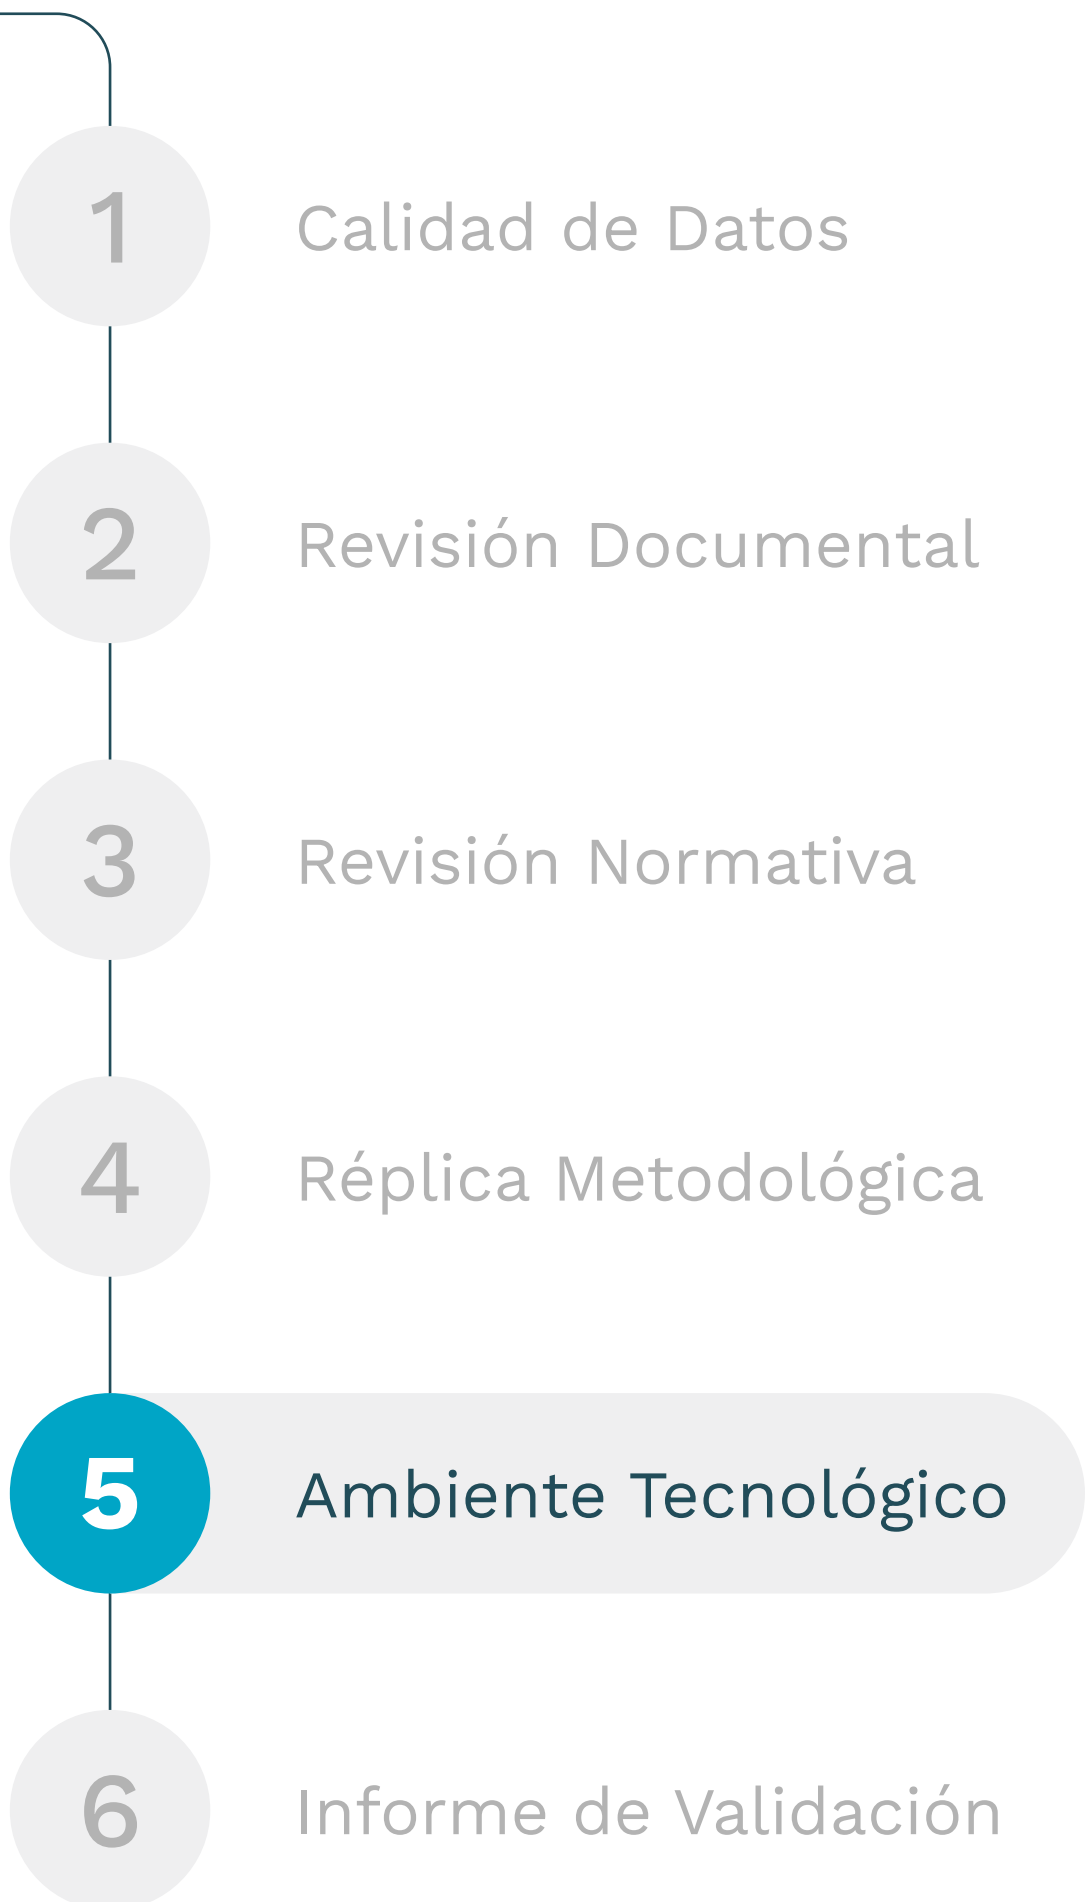 1 Calidad de Datos
2 Revisión Documental
3 Revisión Normativa
4 Réplica Metodológica
5 Ambiente Tecnológico
6 Informe de Validación